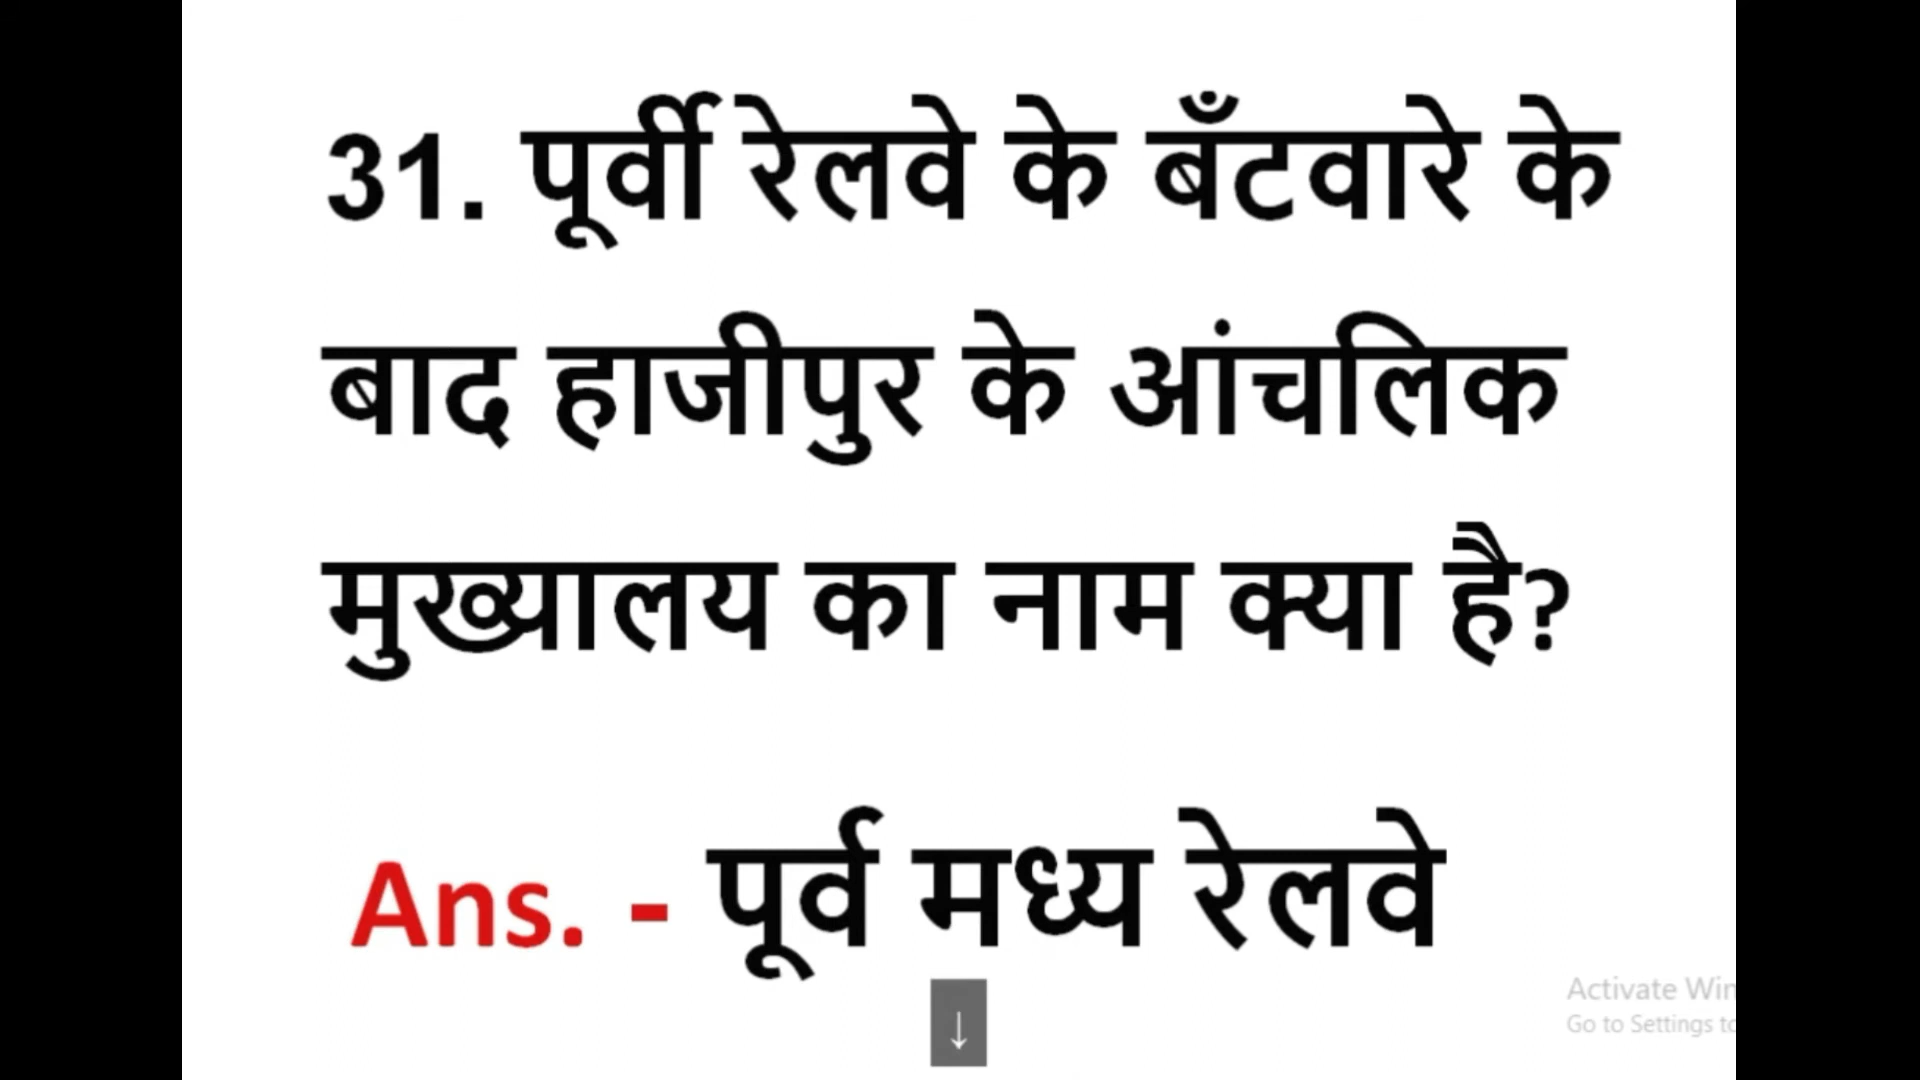 31. पूर्वी रेलवे के बँटवारे के
बाद हाजीपुर के आंचलिक
मुख्यालय का नाम क्या है?
Ans. - पूर्व मध्य रेलवे
↓
Activate Win
Go to Settings to